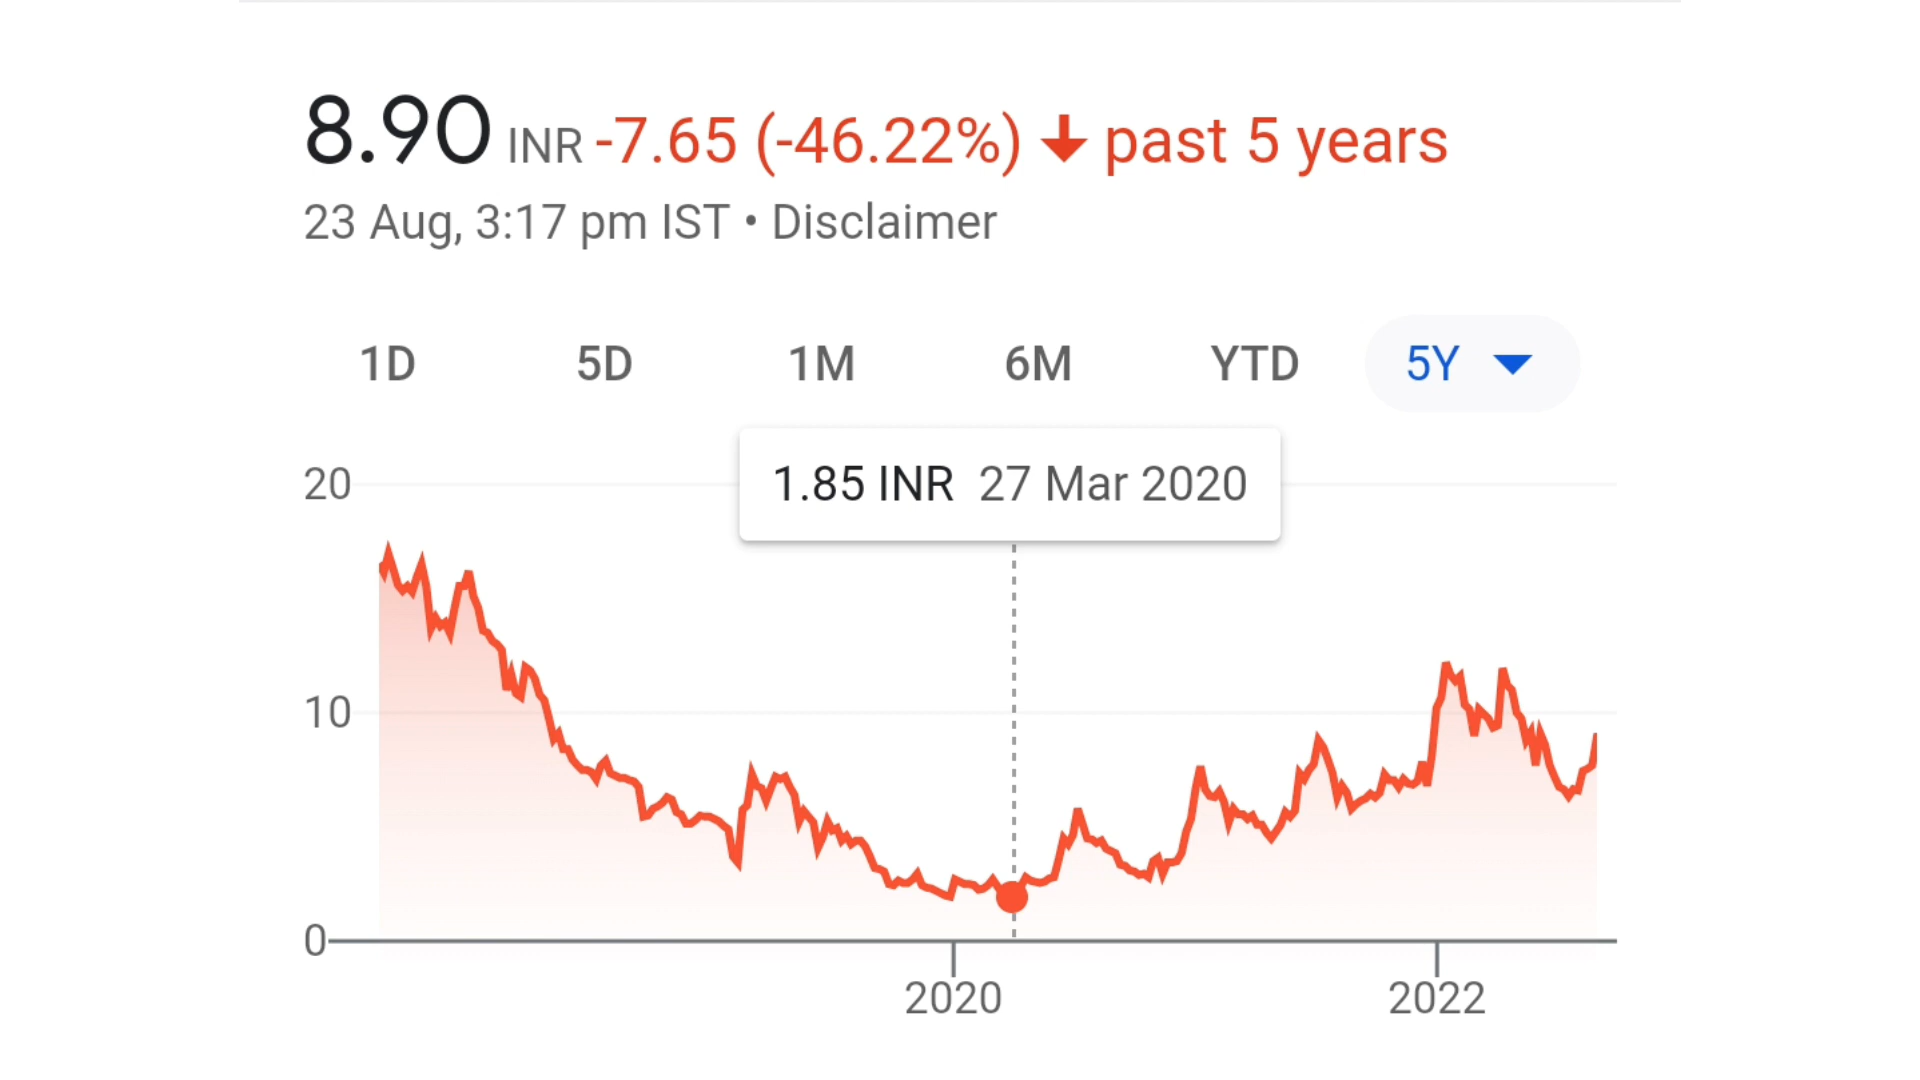 8.90 INR -7.65 (-46.22%) ↓ past 5 years
23 Aug, 3:17 pm IST • Disclaimer
1D 5D 1M 6M YTD 5Y
1.85 INR 27 Mar 2020
20
10
0
2020 2022